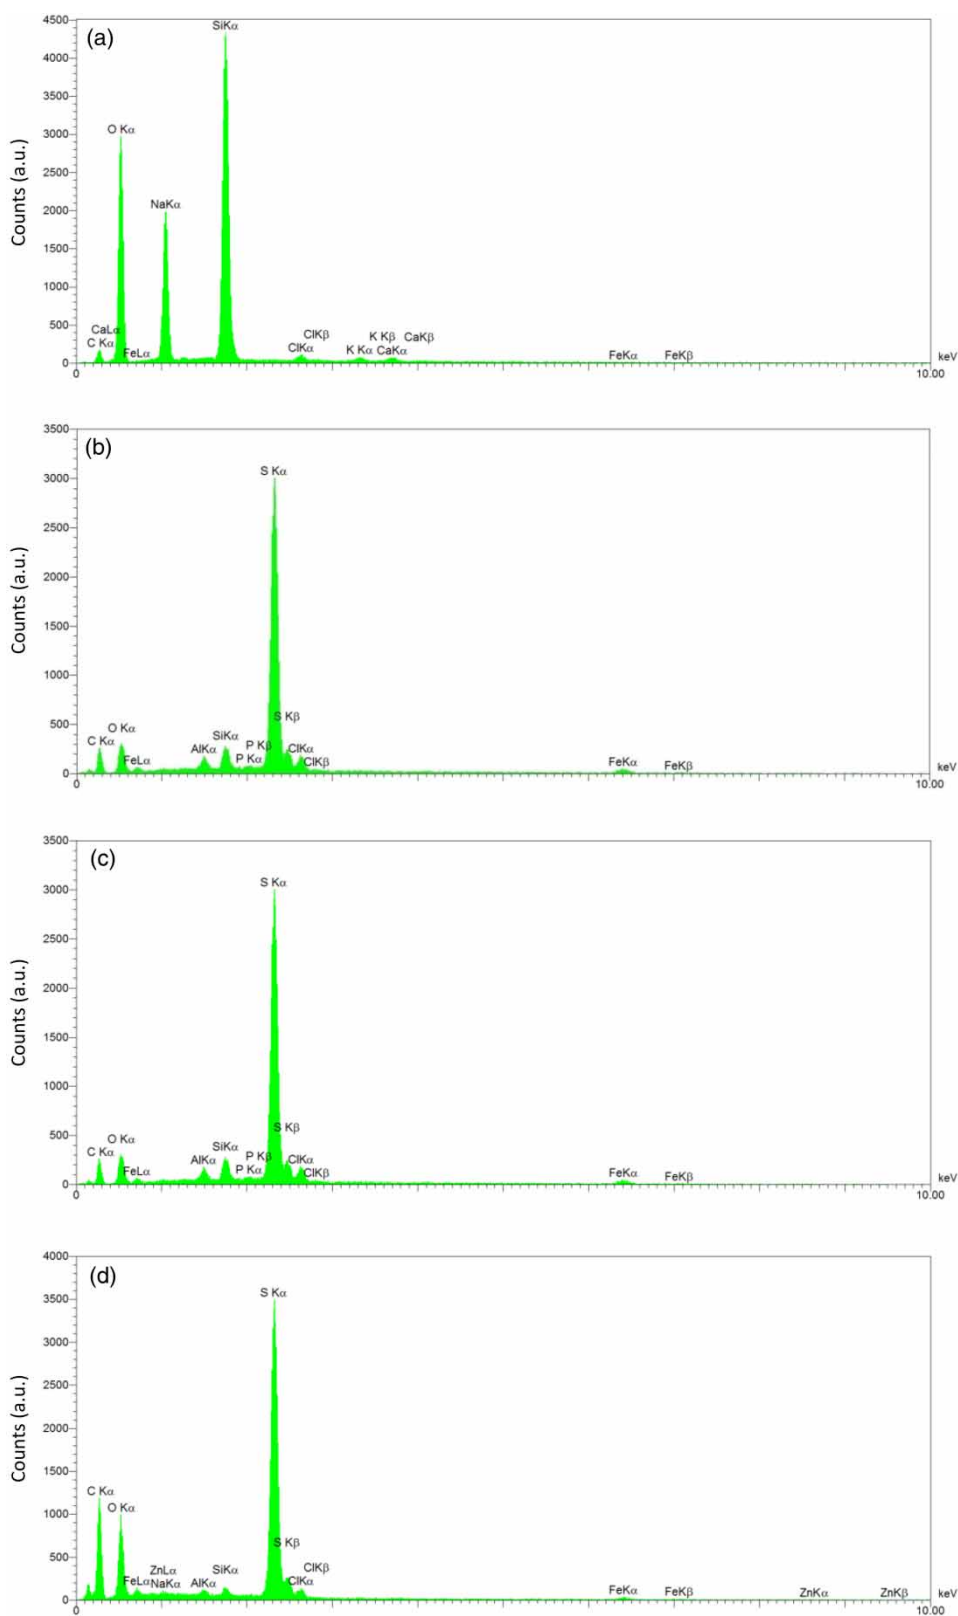 (a)
Counts (a.u.)
4500
4000
3500
3000
2500
2000
1500
1000
500
0
SiKα
O Kα
NaKα
CaLα
C Kα
FeLα
ClKβ
ClKα
K Kβ
CaKβ
K Kα
CaKα
FeKα
FeKβ
keV
0
10.00
(b)
Counts (a.u.)
3500
3000
2500
2000
1500
1000
500
0
S Kα
S Kβ
O Kα
C Kα
FeLα
AlKα
SiKα
P Kβ
P Kα
ClKα
ClKβ
FeKα
FeKβ
keV
0
10.00
(c)
Counts (a.u.)
3500
3000
2500
2000
1500
1000
500
0
S Kα
S Kβ
O Kα
C Kα
FeLα
AlKα
SiKα
P Kβ
P Kα
ClKα
ClKβ
FeKα
FeKβ
keV
0
10.00
(d)
Counts (a.u.)
4000
3500
3000
2500
2000
1500
1000
500
0
S Kα
C Kα
O Kα
S Kβ
ZnLα
FeLα
NaKα
AlKα
SiKα
ClKβ
ClKα
FeKα
FeKβ
ZnKα
ZnKβ
keV
0
10.00